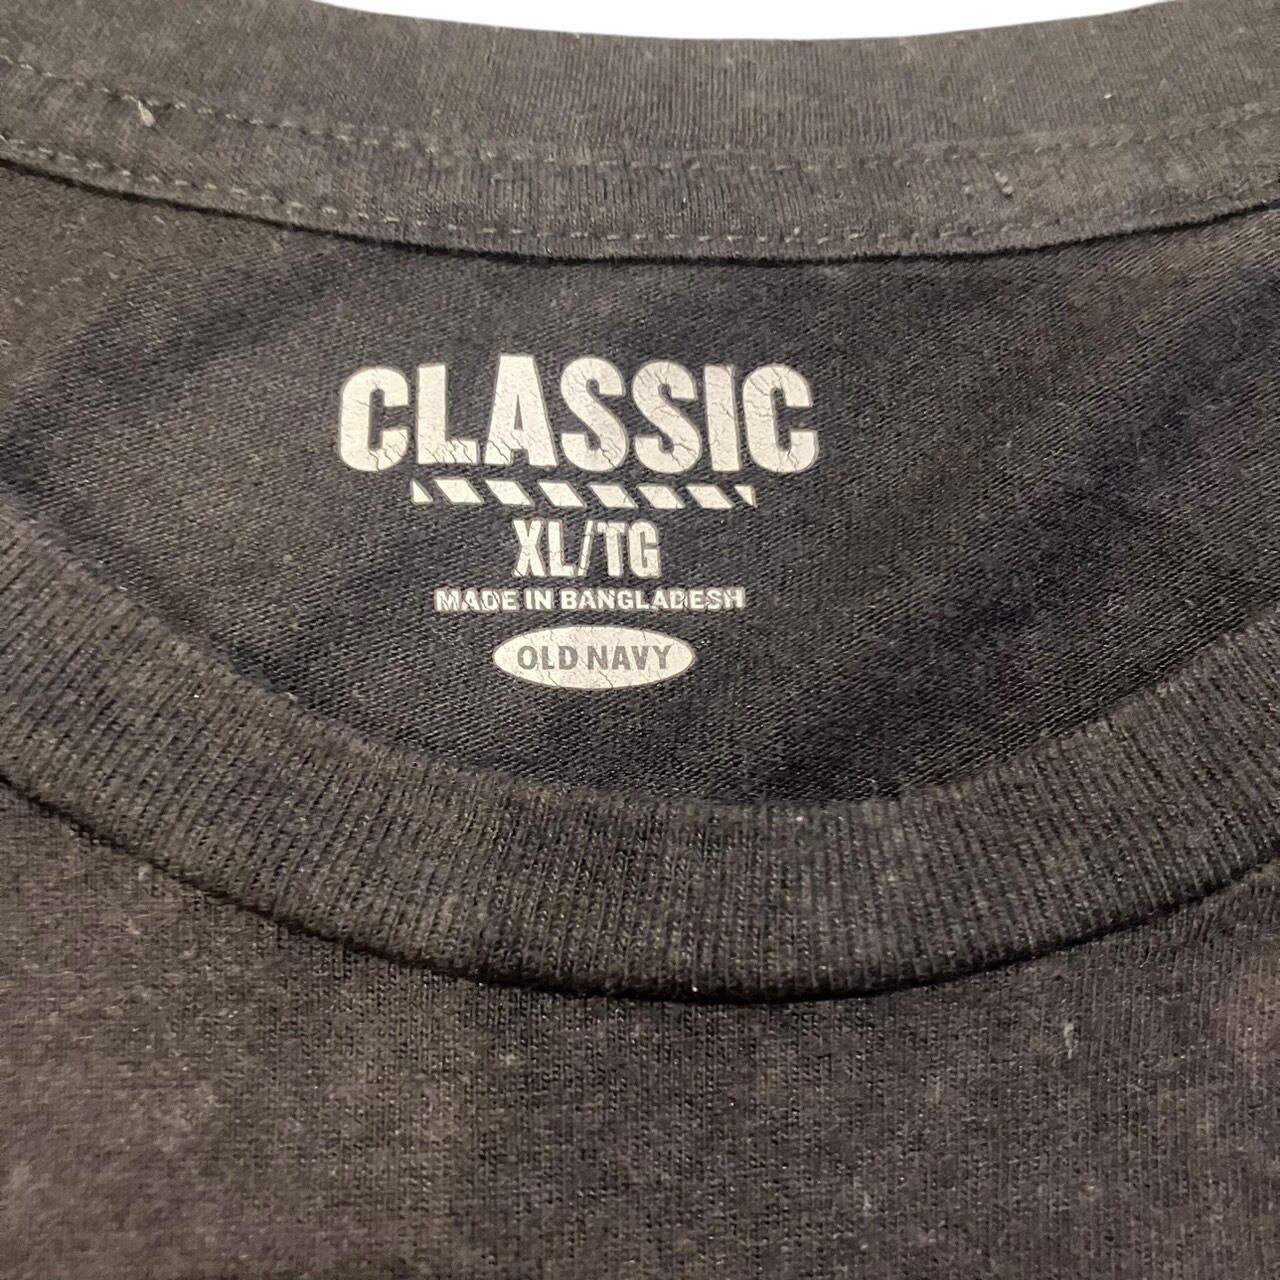 CLASSIC
XL/TG
MADE IN BANGLADESH
OLD NAVY